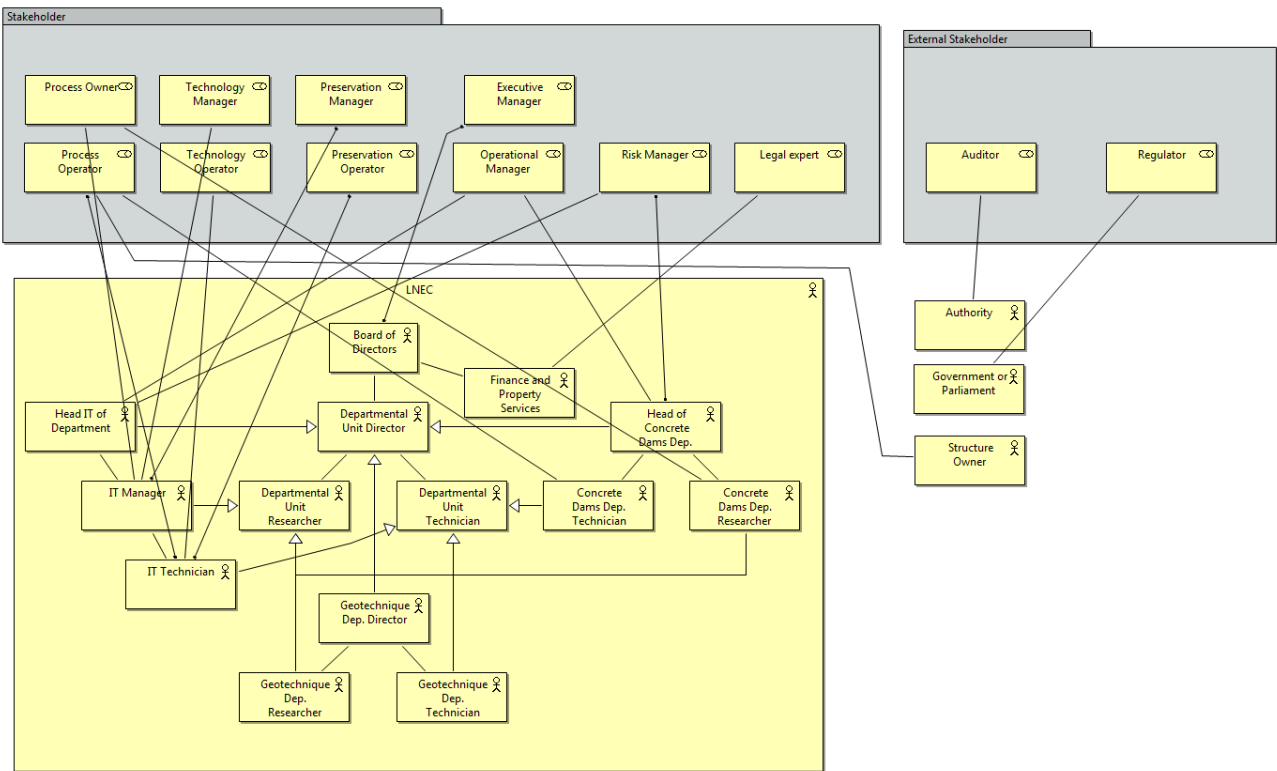 Stakeholder
External Stakeholder
Process Owner
Technology
Manager
Preservation
Manager
Executive
Manager
Process
Operator
Technology
Operator
Preservation
Operator
Operational
Manager
Risk Manager
Legal expert
Auditor
Regulator
LNEC
Authority
Board of
Directors
Finance and
Property
Services
Government or
Parliament
Head IT of
Department
Departmental
Unit Director
Head of
Concrete
Dams Dep.
Structure
Owner
IT Manager
Departmental
Unit
Researcher
Departmental
Unit
Technician
Concrete
Dams Dep.
Technician
Concrete
Dams Dep.
Researcher
IT Technician
Geotechnique
Dep. Director
Geotechnique
Dep.
Researcher
Geotechnique
Dep.
Technician